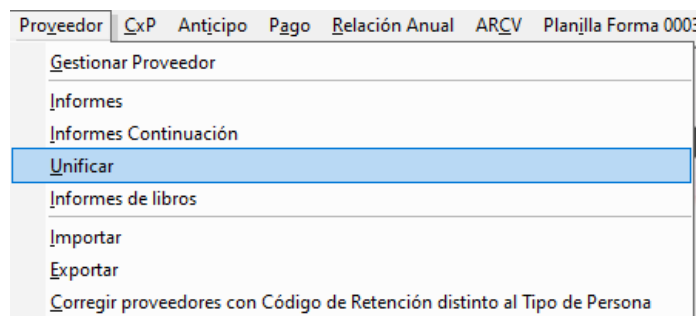 Proveedor CxP Anticipo Pago Relación Anual ARCV Planilla Forma 0003
Gestionar Proveedor
Informes
Informes Continuación
Unificar
Informes de libros
Importar
Exportar
Corregir proveedores con Código de Retención distinto al Tipo de Persona